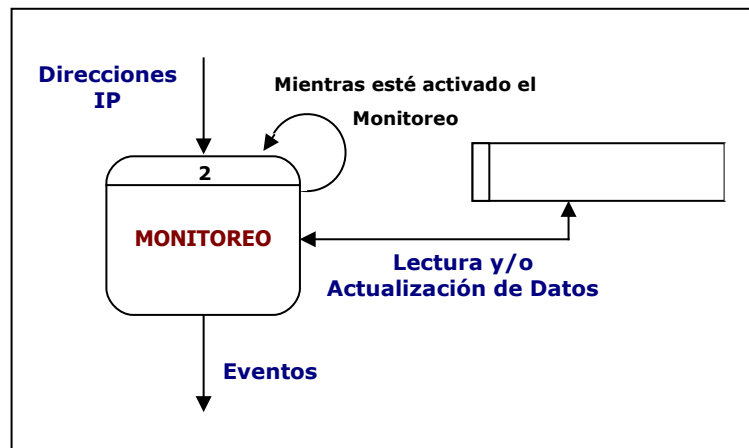 Direcciones
IP
Mientras esté activado el
Monitoreo
2
MONITOREO
Lectura y/o
Actualización de Datos
Eventos